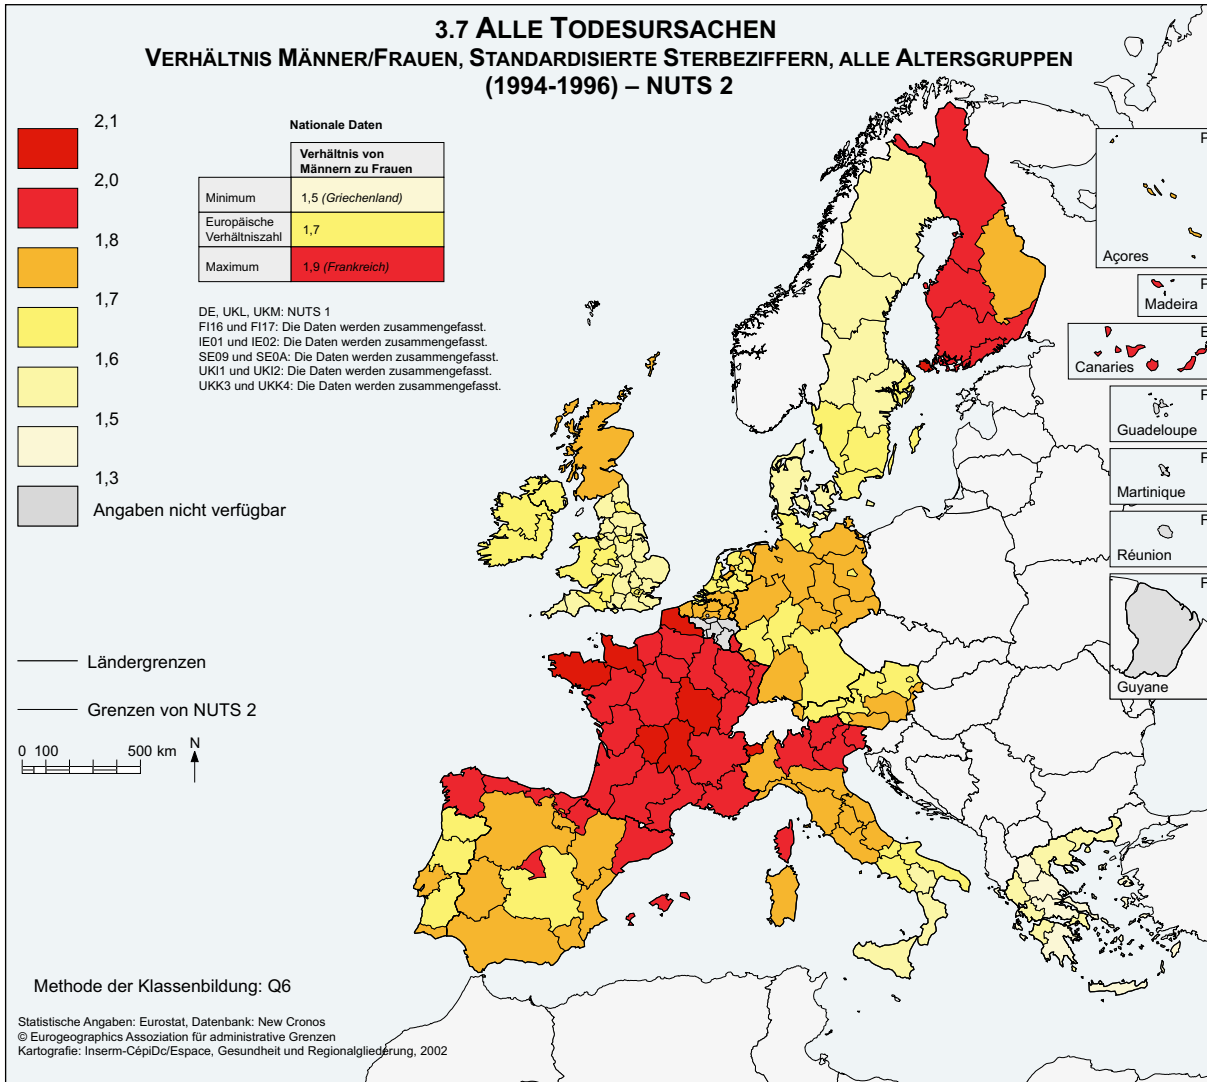 3.7 ALLE TODESURSACHEN
VERHÄLTNIS MÄNNER/FRAUEN, STANDARDISIERTE STERBEZIFFERN, ALLE ALTERSGRUPPEN
(1994-1996) – NUTS 2
2,1
2,0
1,8
1,7
1,6
1,5
1,3
Angaben nicht verfügbar
Nationale Daten
Verhältnis von
Männern zu Frauen
Minimum
1,5 (Griechenland)
Europäische
Verhältniszahl
1,7
Maximum
1,9 (Frankreich)
DE, UKL, UKM: NUTS 1
FI16 und FI17: Die Daten werden zusammengefasst.
IE01 und IE02: Die Daten werden zusammengefasst.
SE09 und SE0A: Die Daten werden zusammengefasst.
UKI1 und UKI2: Die Daten werden zusammengefasst.
UKK3 und UKK4: Die Daten werden zusammengefasst.
P
Açores
P
Madeira
E
Canaries
F
Guadeloupe
F
Martinique
F
Réunion
F
Guyane
Ländergrenzen
Grenzen von NUTS 2
0 100 500 km
N
Methode der Klassenbildung: Q6
Statistische Angaben: Eurostat, Datenbank: New Cronos
© Eurogeographics Assoziation für administrative Grenzen
Kartografie: Inserm-CépiDc/Espace, Gesundheit und Regionalgliederung, 2002